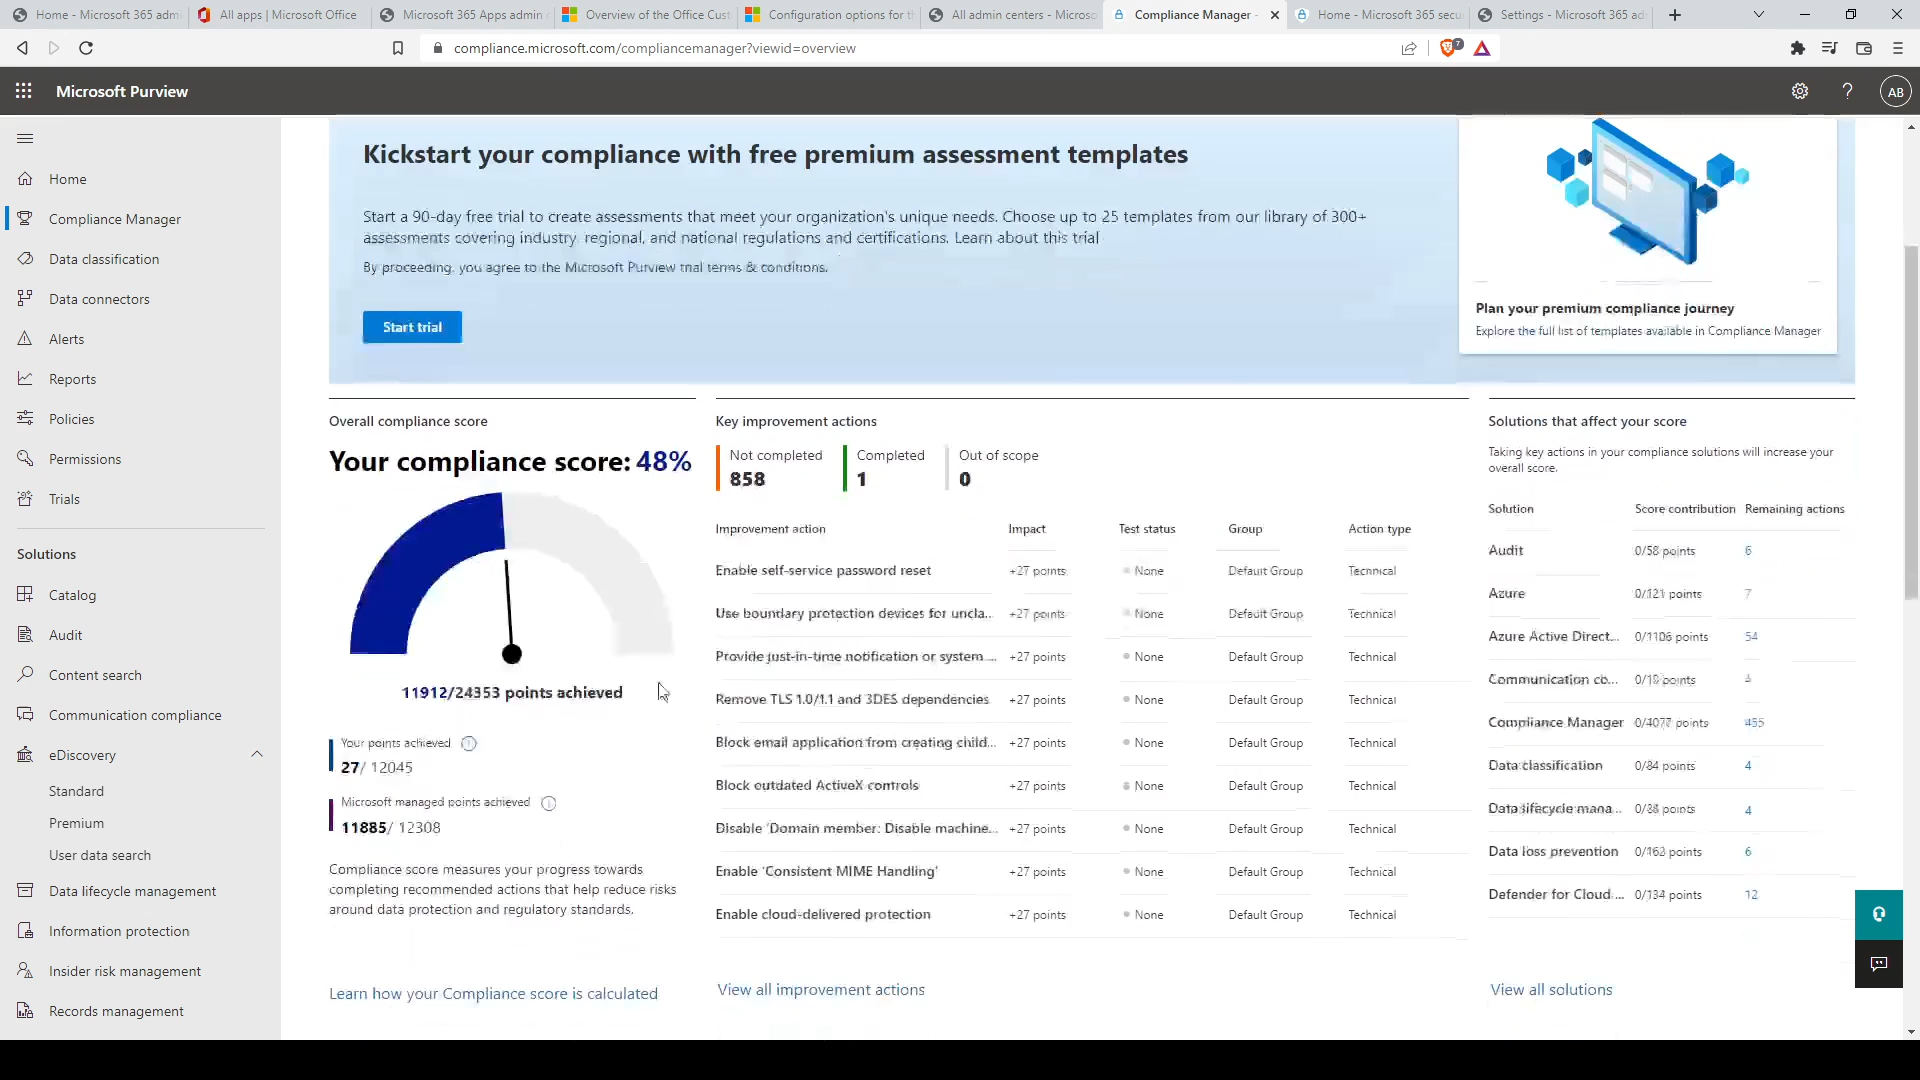 Home - Microsoft 365 admi
All apps | Microsoft Office
Microsoft 365 Apps admin
Overview of the Office Cust
Configuration options for th
All admin centers - Microso
Compliance Manager -
Home - Microsoft 365 secu
Settings - Microsoft 365 ad
compliance.microsoft.com/compliancemanager?viewid=overview
7
Microsoft Purview
?
AB
Home
Compliance Manager
Data classification
Data connectors
Alerts
Reports
Policies
Permissions
Trials
Solutions
Catalog
Audit
Content search
Communication compliance
eDiscovery
Standard
Premium
User data search
Data lifecycle management
Information protection
Insider risk management
Records management
Kickstart your compliance with free premium assessment templates
Start a 90-day free trial to create assessments that meet your organization's unique needs. Choose up to 25 templates from our library of 300+
assessments covering industry, regional, and national regulations and certifications. Learn about this trial
By proceeding, you agree to the Microsoft Purview trial terms & conditions.
Start trial
Plan your premium compliance journey
Explore the full list of templates available in Compliance Manager
Overall compliance score
Your compliance score: 48%
11912/24353 points achieved
Your points achieved
27/ 12045
Microsoft managed points achieved
11885/ 12308
Compliance score measures your progress towards
completing recommended actions that help reduce risks
around data protection and regulatory standards.
Learn how your Compliance score is calculated
Key improvement actions
Not completed Completed Out of scope
858 1 0
Improvement action Impact Test status Group Action type
Enable self-service password reset +27 points None Default Group Technical
Use boundary protection devices for uncla... +27 points None Default Group Technical
Provide just-in-time notification or system ... +27 points None Default Group Technical
Remove TLS 1.0/1.1 and 3DES dependencies +27 points None Default Group Technical
Block email application from creating child... +27 points None Default Group Technical
Block outdated ActiveX controls +27 points None Default Group Technical
Disable 'Domain member: Disable machine... +27 points None Default Group Technical
Enable 'Consistent MIME Handling' +27 points None Default Group Technical
Enable cloud-delivered protection +27 points None Default Group Technical
View all improvement actions
Solutions that affect your score
Taking key actions in your compliance solutions will increase your
overall score.
Solution Score contribution Remaining actions
Audit 0/58 points 6
Azure 0/121 points 7
Azure Active Direct... 0/1106 points 54
Communication co... points
Compliance Manager 0/4077 points 455
Data classification 0/84 points 4
Data lifecycle mana... points 4
Data loss prevention points 6
Defender for Cloud ... 0/134 points 12
View all solutions